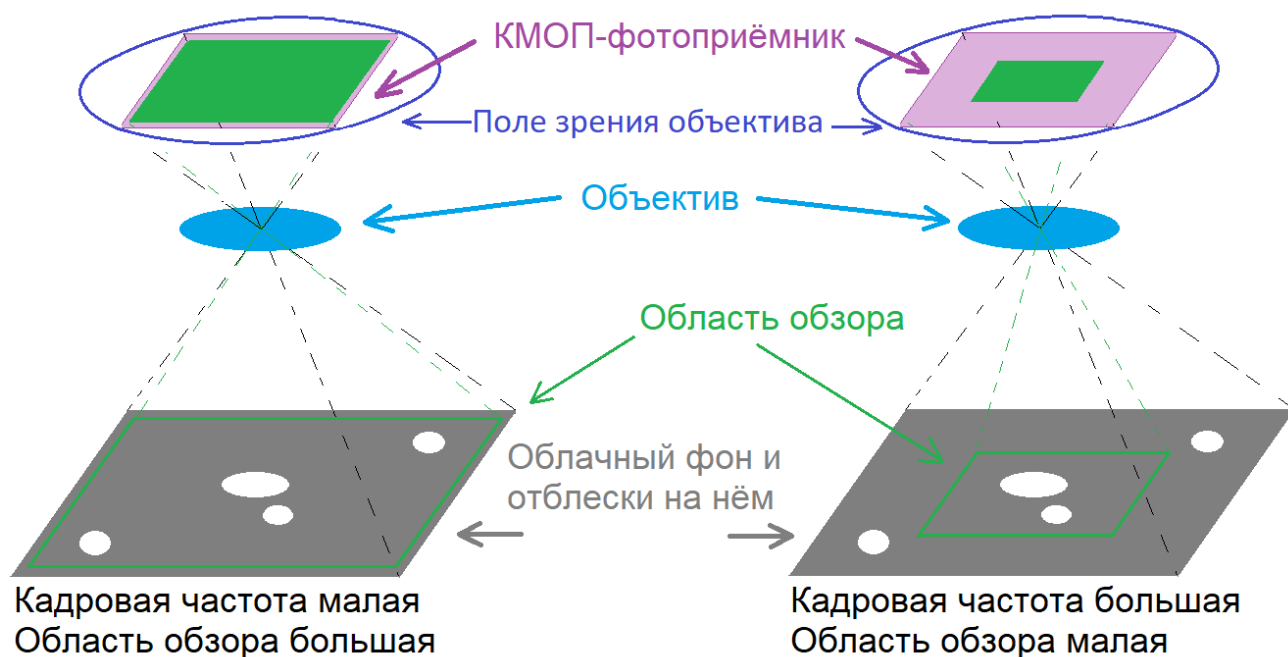 КМОП-фотоприёмник
Поле зрения объектива
Объектив
Область обзора
Облачный фон и
отблески на нём
Кадровая частота малая
Область обзора большая
Кадровая частота большая
Область обзора малая